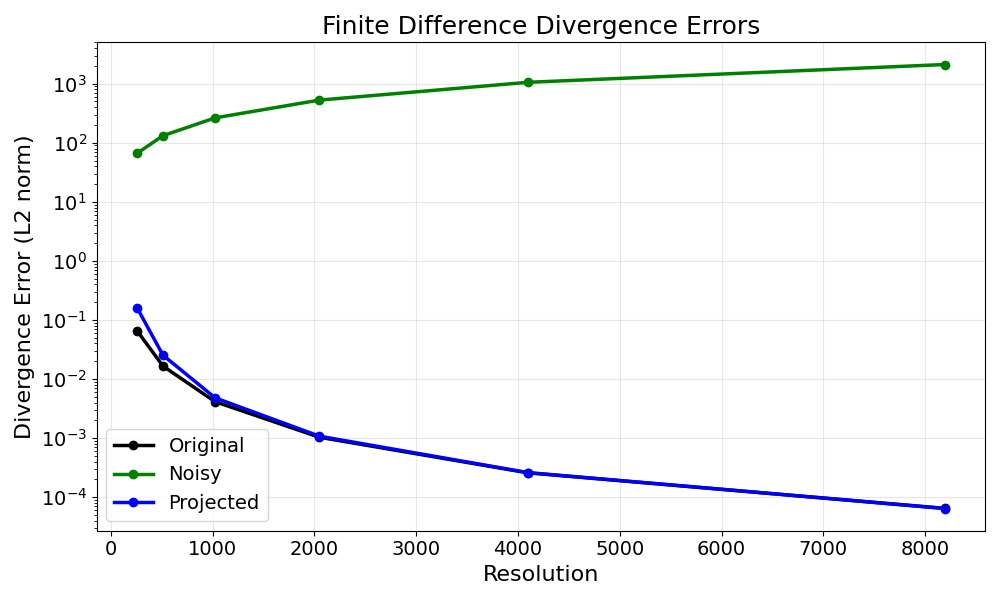 Finite Difference Divergence Errors
Divergence Error (L2 norm)
10³
10²
10¹
10⁰
10⁻¹
10⁻²
10⁻³
10⁻⁴
Original
Noisy
Projected
0 1000 2000 3000 4000 5000 6000 7000 8000
Resolution